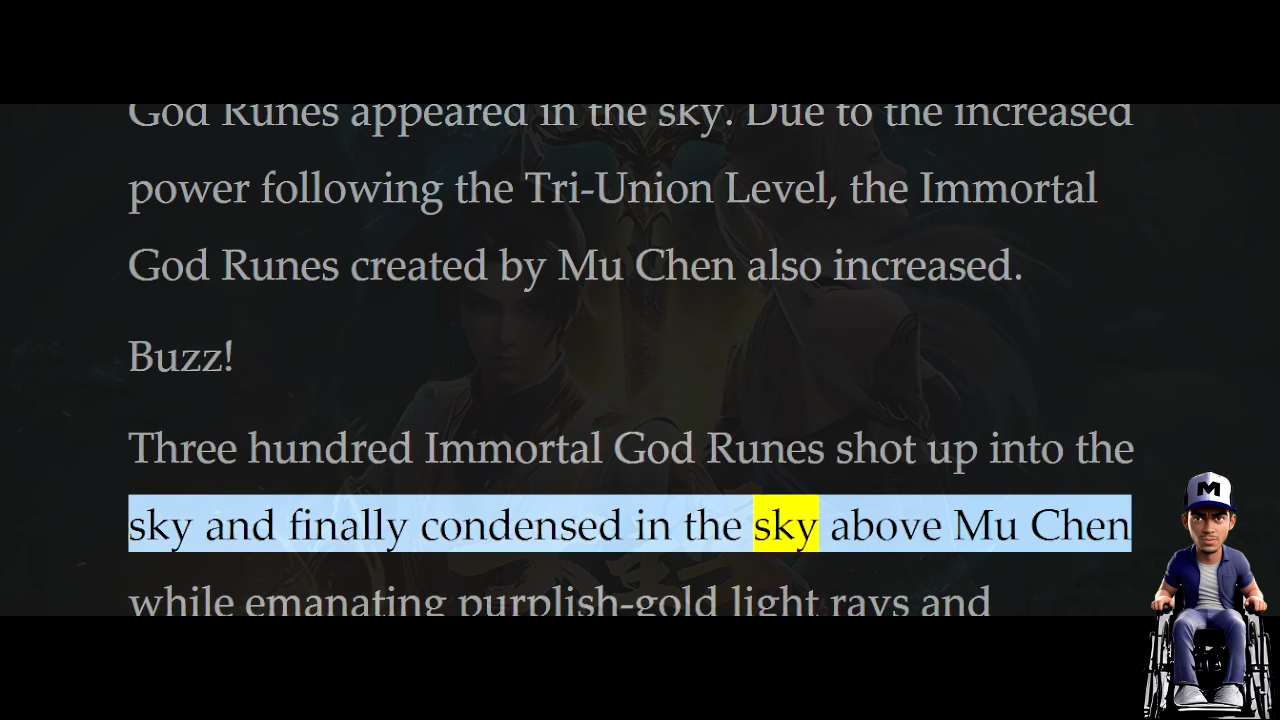 God Runes appeared in the sky. Due to the increased
power following the Tri-Union Level, the Immortal
God Runes created by Mu Chen also increased.
Buzz!
Three hundred Immortal God Runes shot up into the
sky and finally condensed in the sky above Mu Chen
while emanating purplish-gold light rays and
M